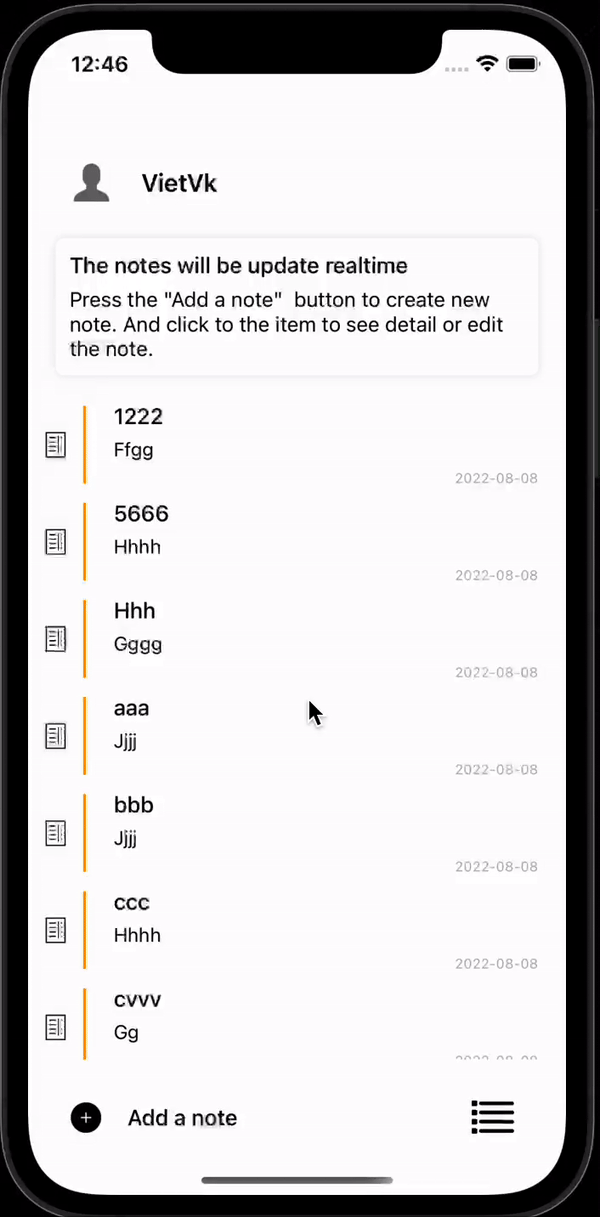 12:46
VietVk
The notes will be update realtime
Press the "Add a note"  button to create new
note. And click to the item to see detail or edit
the note.
1222
Ffgg
2022-08-08
5666
Hhhh
2022-08-08
Hhh
Gggg
2022-08-08
aaa
Jjjj
2022-08-08
bbb
Jjjj
2022-08-08
ccc
Hhhh
2022-08-08
cvvv
Gg
Add a note